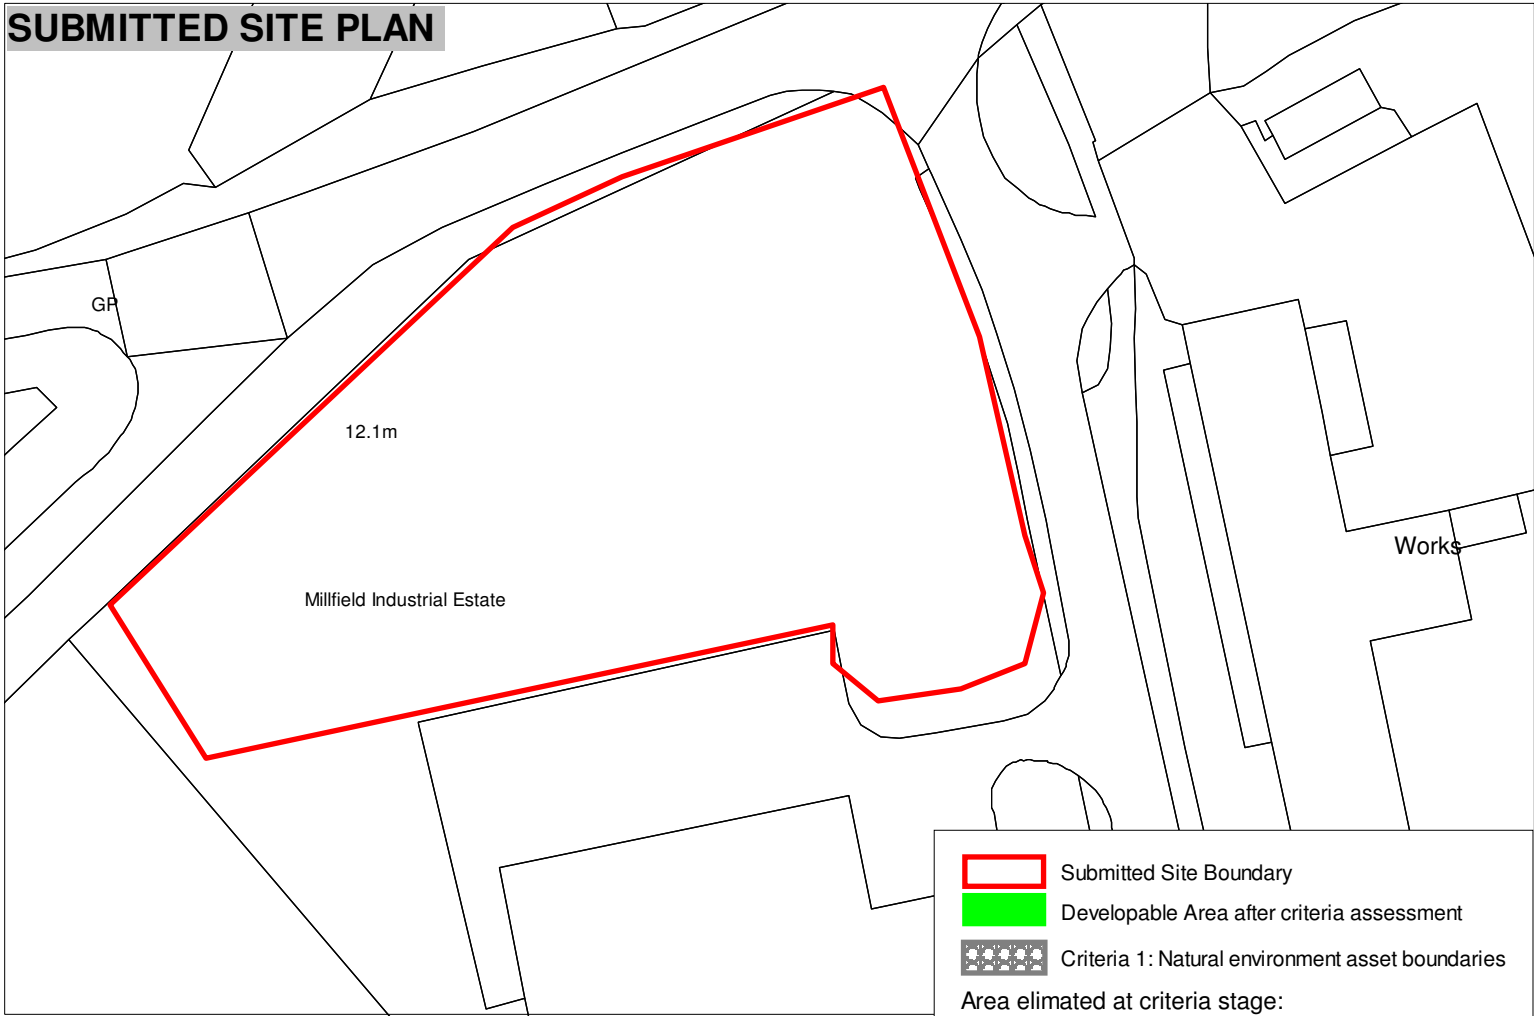 SUBMITTED SITE PLAN
GP
12.1m
Works
Millfield Industrial Estate
Submitted Site Boundary
Developable Area after criteria assessment
Criteria 1: Natural environment asset boundaries
Area elimated at criteria stage: